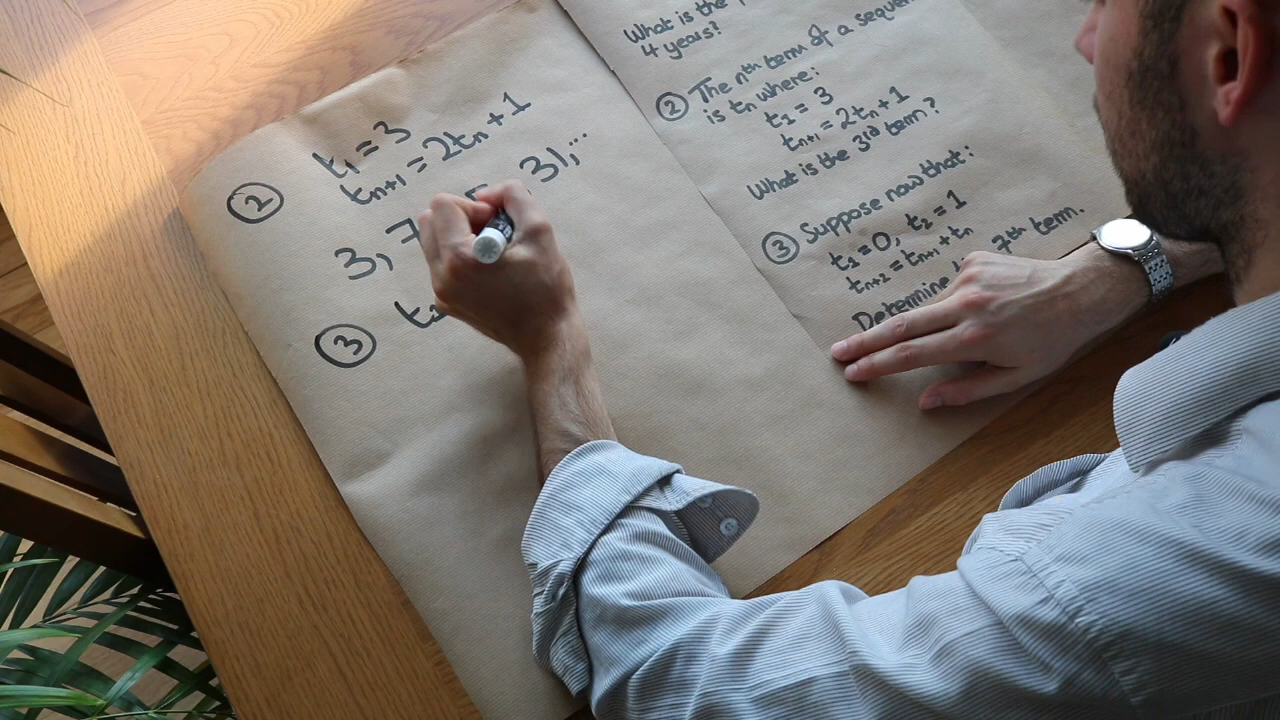 ②
t₁ = 3
tₙ₊₁ = 2tₙ + 1
3, 7 31, ...
③
What is the
4 years?
② The nᵗʰ term of a
is tₙ where:
t₁ = 3
tₙ₊₁ = 2tₙ + 1
What is the 3ʳᵈ term?
③ Suppose now that:
t₁ = 0, t₂ = 1
tₙ₊₂ = tₙ₊₁ + tₙ
Determine 7ᵗʰ term.